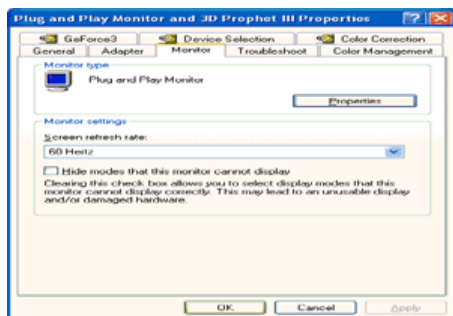 Plug and Play Monitor and 3D Prophet III Properties
GeForce3 Device Selection Color Correction
General Adapter Monitor Troubleshoot Color Management
Monitor type
Plug and Play Monitor
Properties
Monitor settings
Screen refresh rate:
60 Hertz
Hide modes that this monitor cannot display
Clearing this check box allows you to select display modes that this
monitor cannot display correctly. This may lead to an unusable display
and/or damaged hardware.
OK Cancel Apply